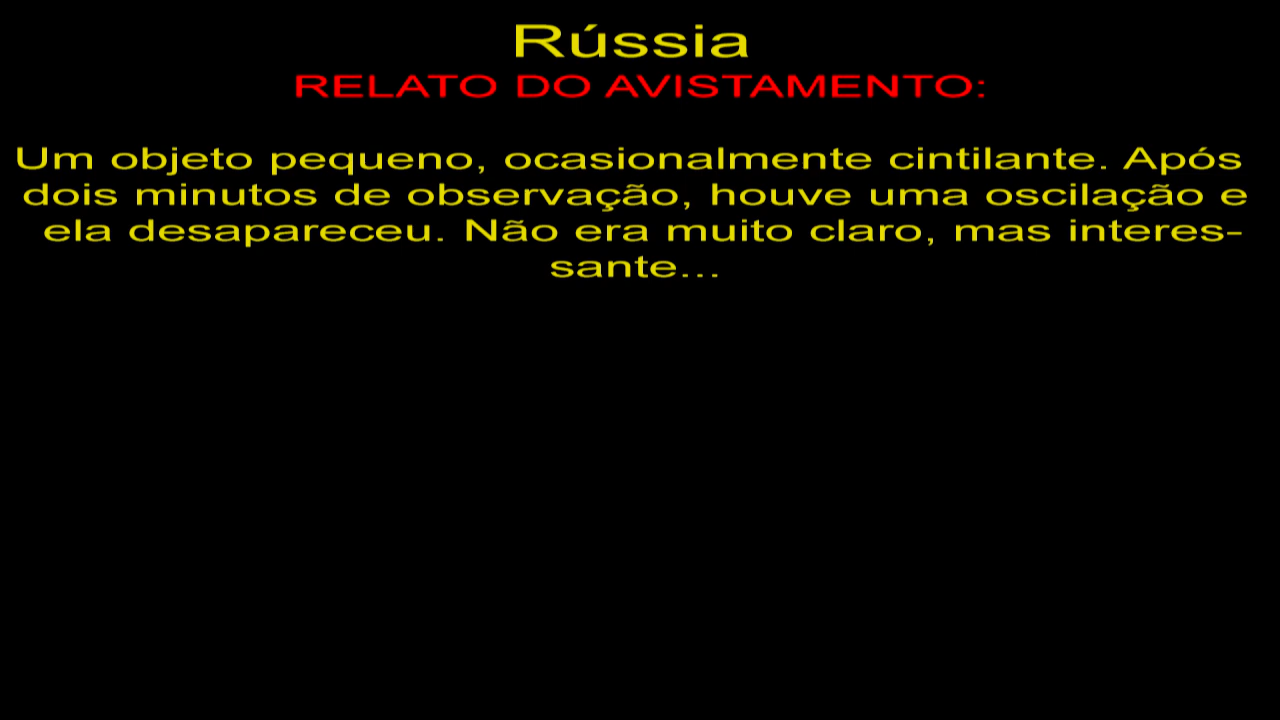 Rússia
RELATO DO AVISTAMENTO:
Um objeto pequeno, ocasionalmente cintilante. Após
dois minutos de observação, houve uma oscilação e
ela desapareceu. Não era muito claro, mas interes-
sante...